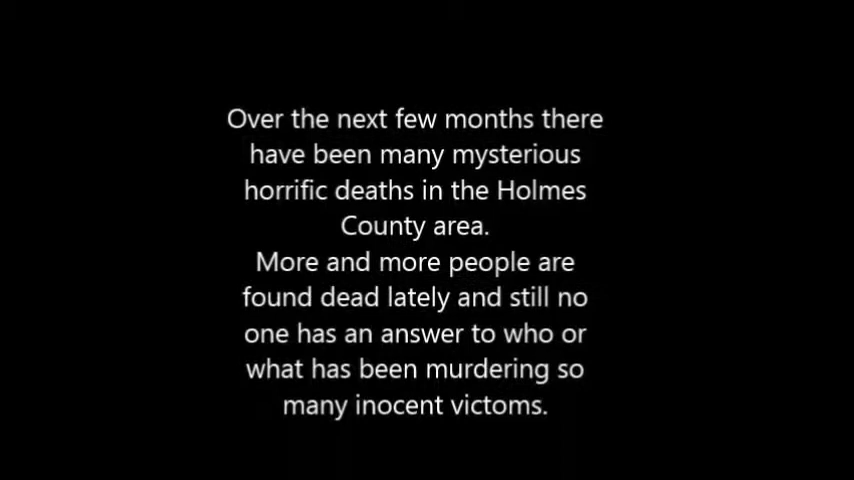 Over the next few months there
have been many mysterious
horrific deaths in the Holmes
County area.
More and more people are
found dead lately and still no
one has an answer to who or
what has been murdering so
many inocent victoms.